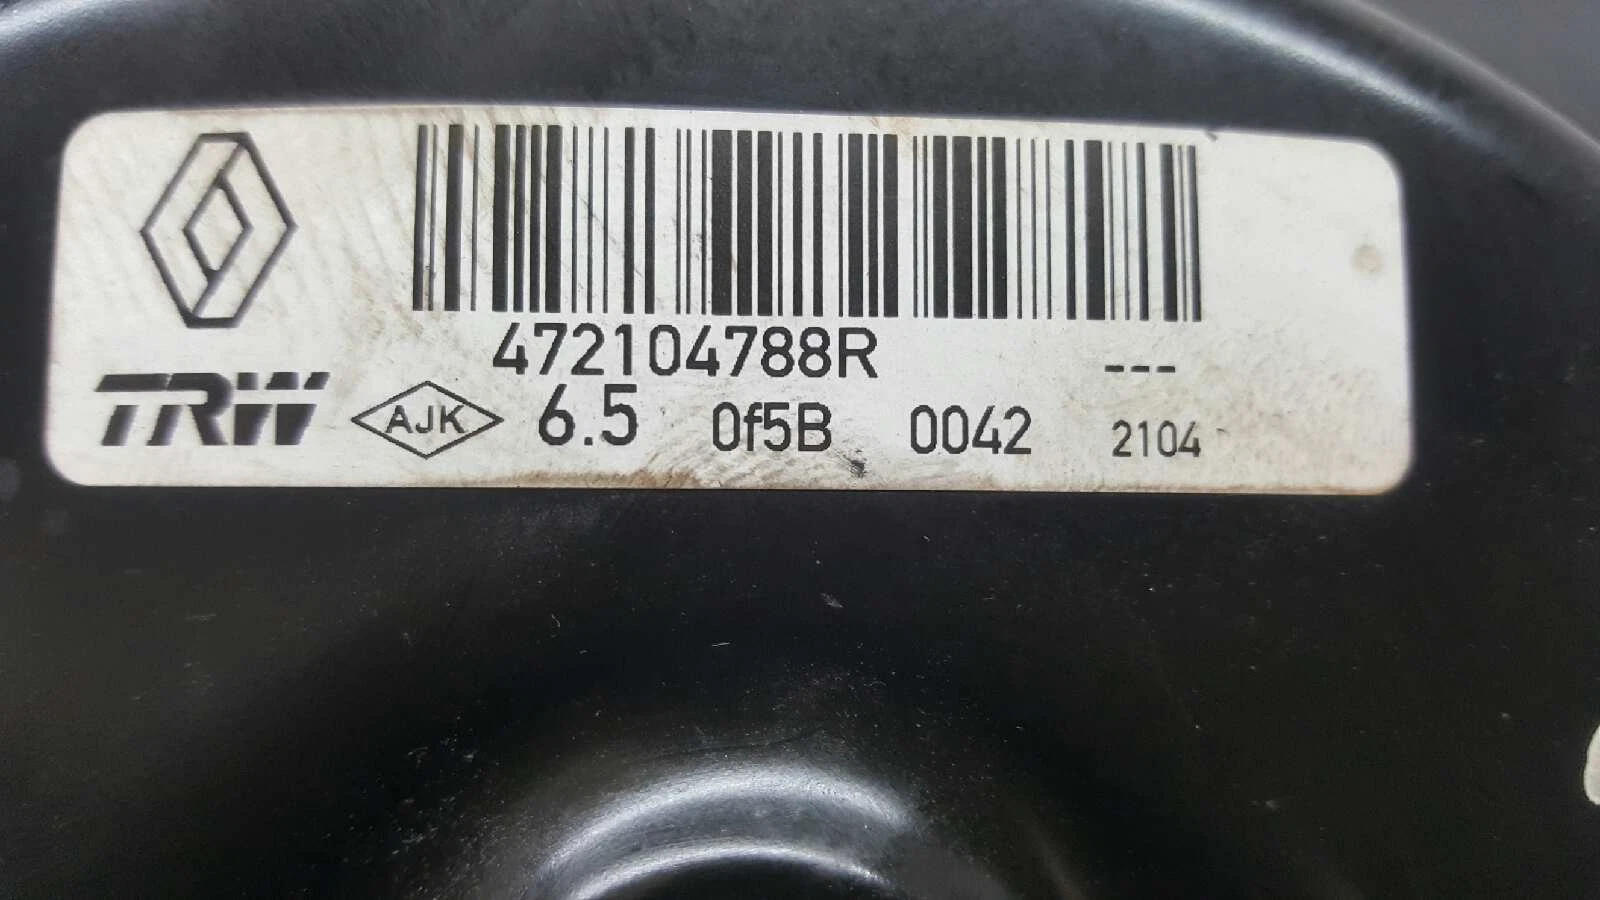 472104788R ---
TRW AJK 6.5 0f5B 0042 2104